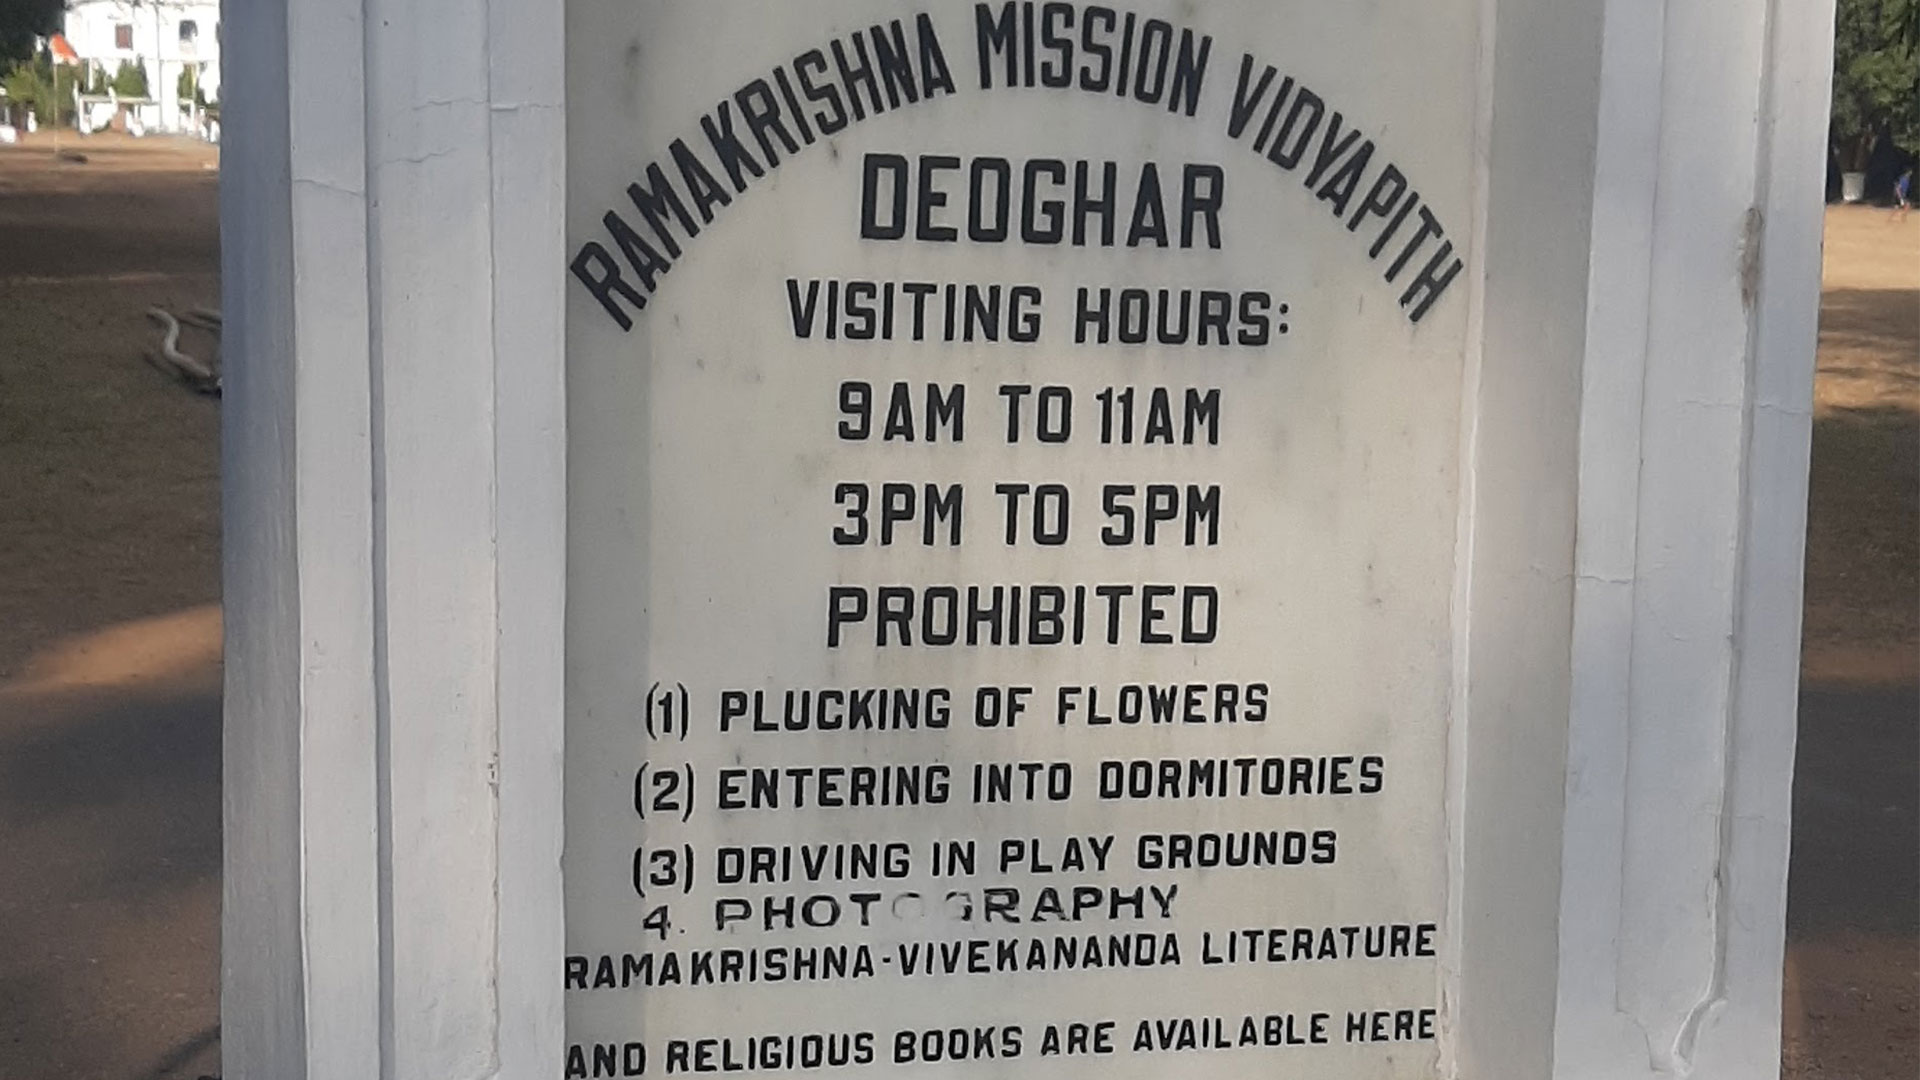 RAMAKRISHNA MISSION VIDYAPITH
DEOGHAR
VISITING HOURS:
9AM TO 11AM
3PM TO 5PM
PROHIBITED
(1) PLUCKING OF FLOWERS
(2) ENTERING INTO DORMITORIES
(3) DRIVING IN PLAY GROUNDS
4. PHOTOGRAPHY
RAMAKRISHNA-VIVEKANANDA LITERATURE
AND RELIGIOUS BOOKS ARE AVAILABLE HERE